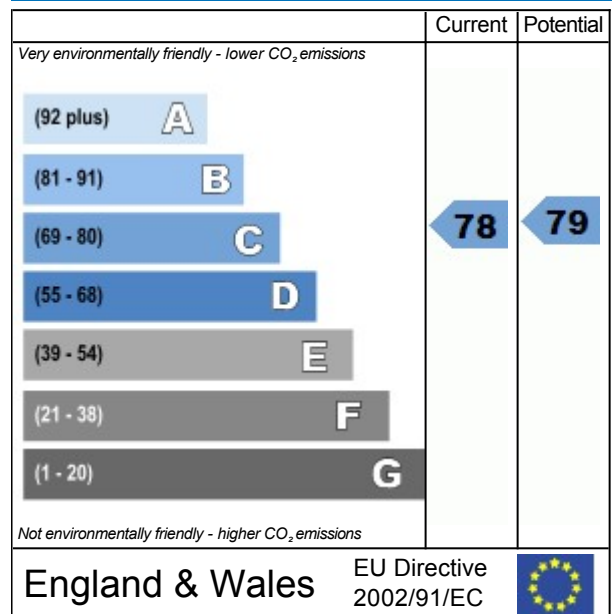 Current Potential
Very environmentally friendly - lower CO₂ emissions
(92 plus) A
(81 - 91) B
(69 - 80) C
78 79
(55 - 68) D
(39 - 54) E
(21 - 38) F
(1 - 20) G
Not environmentally friendly - higher CO₂ emissions
England & Wales
EU Directive
2002/91/EC